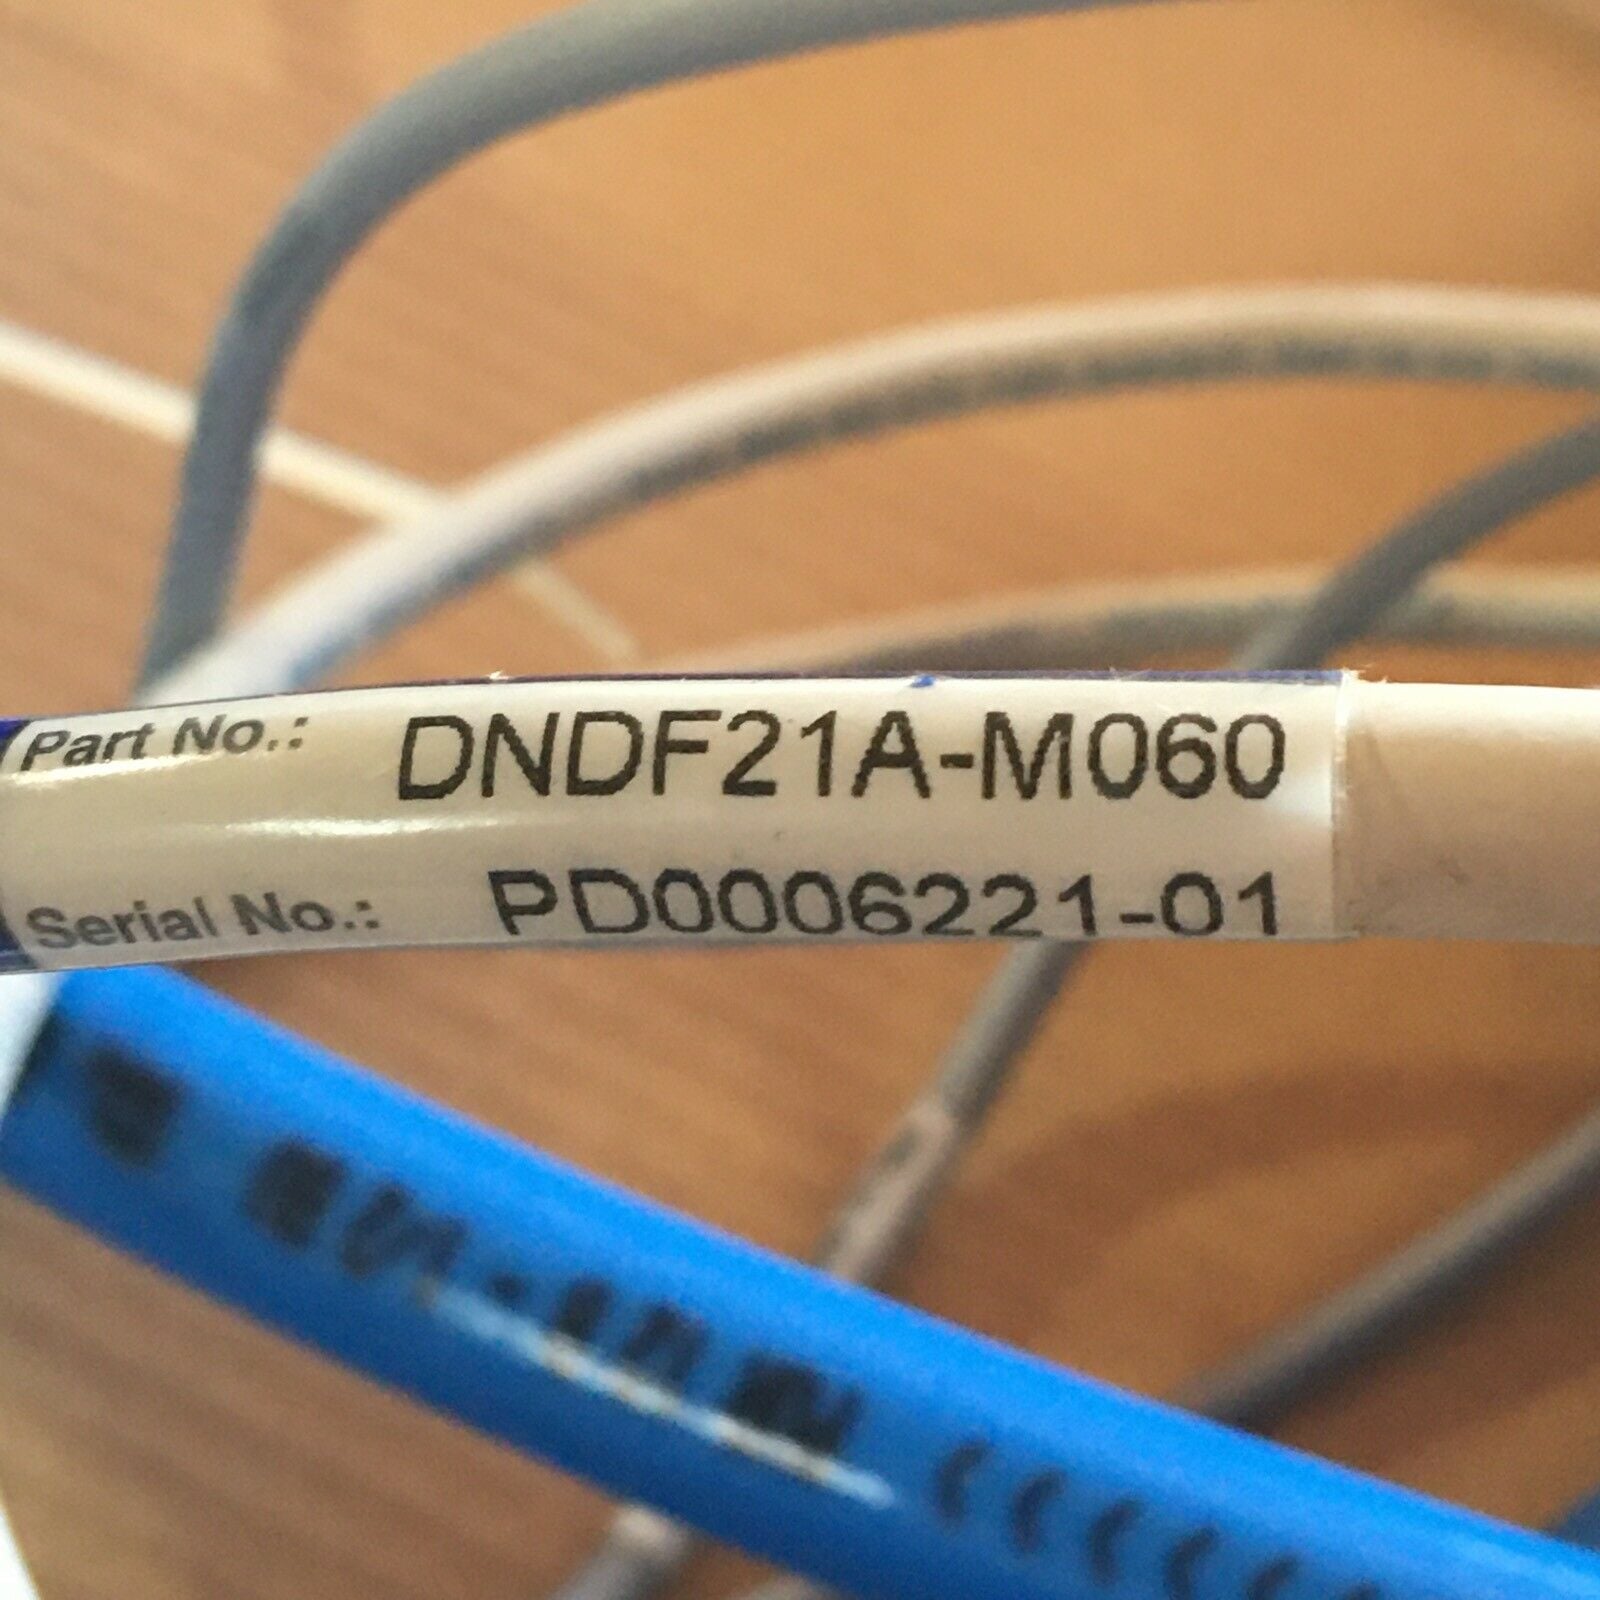 Part No.: DNDF21A-M060
Serial No.: PD0006221-01